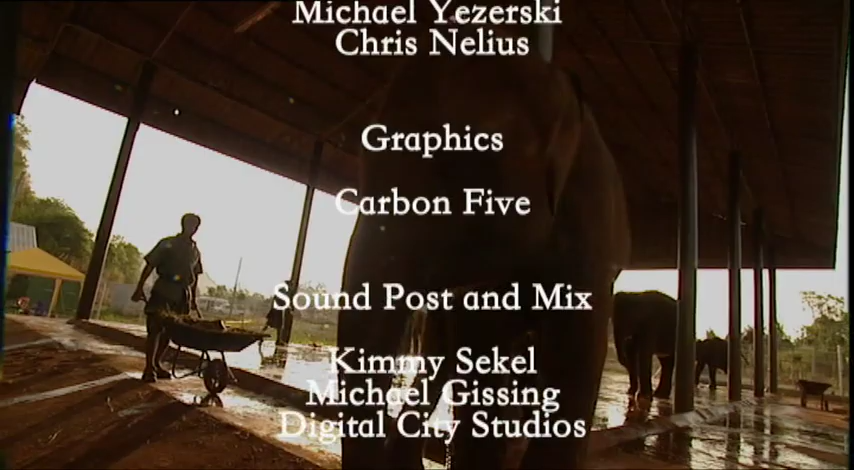 Michael Yezerski
Chris Nelius
Graphics
Carbon Five
Sound Post and Mix
Kimmy Sekel
Michael Gissing
Digital City Studios